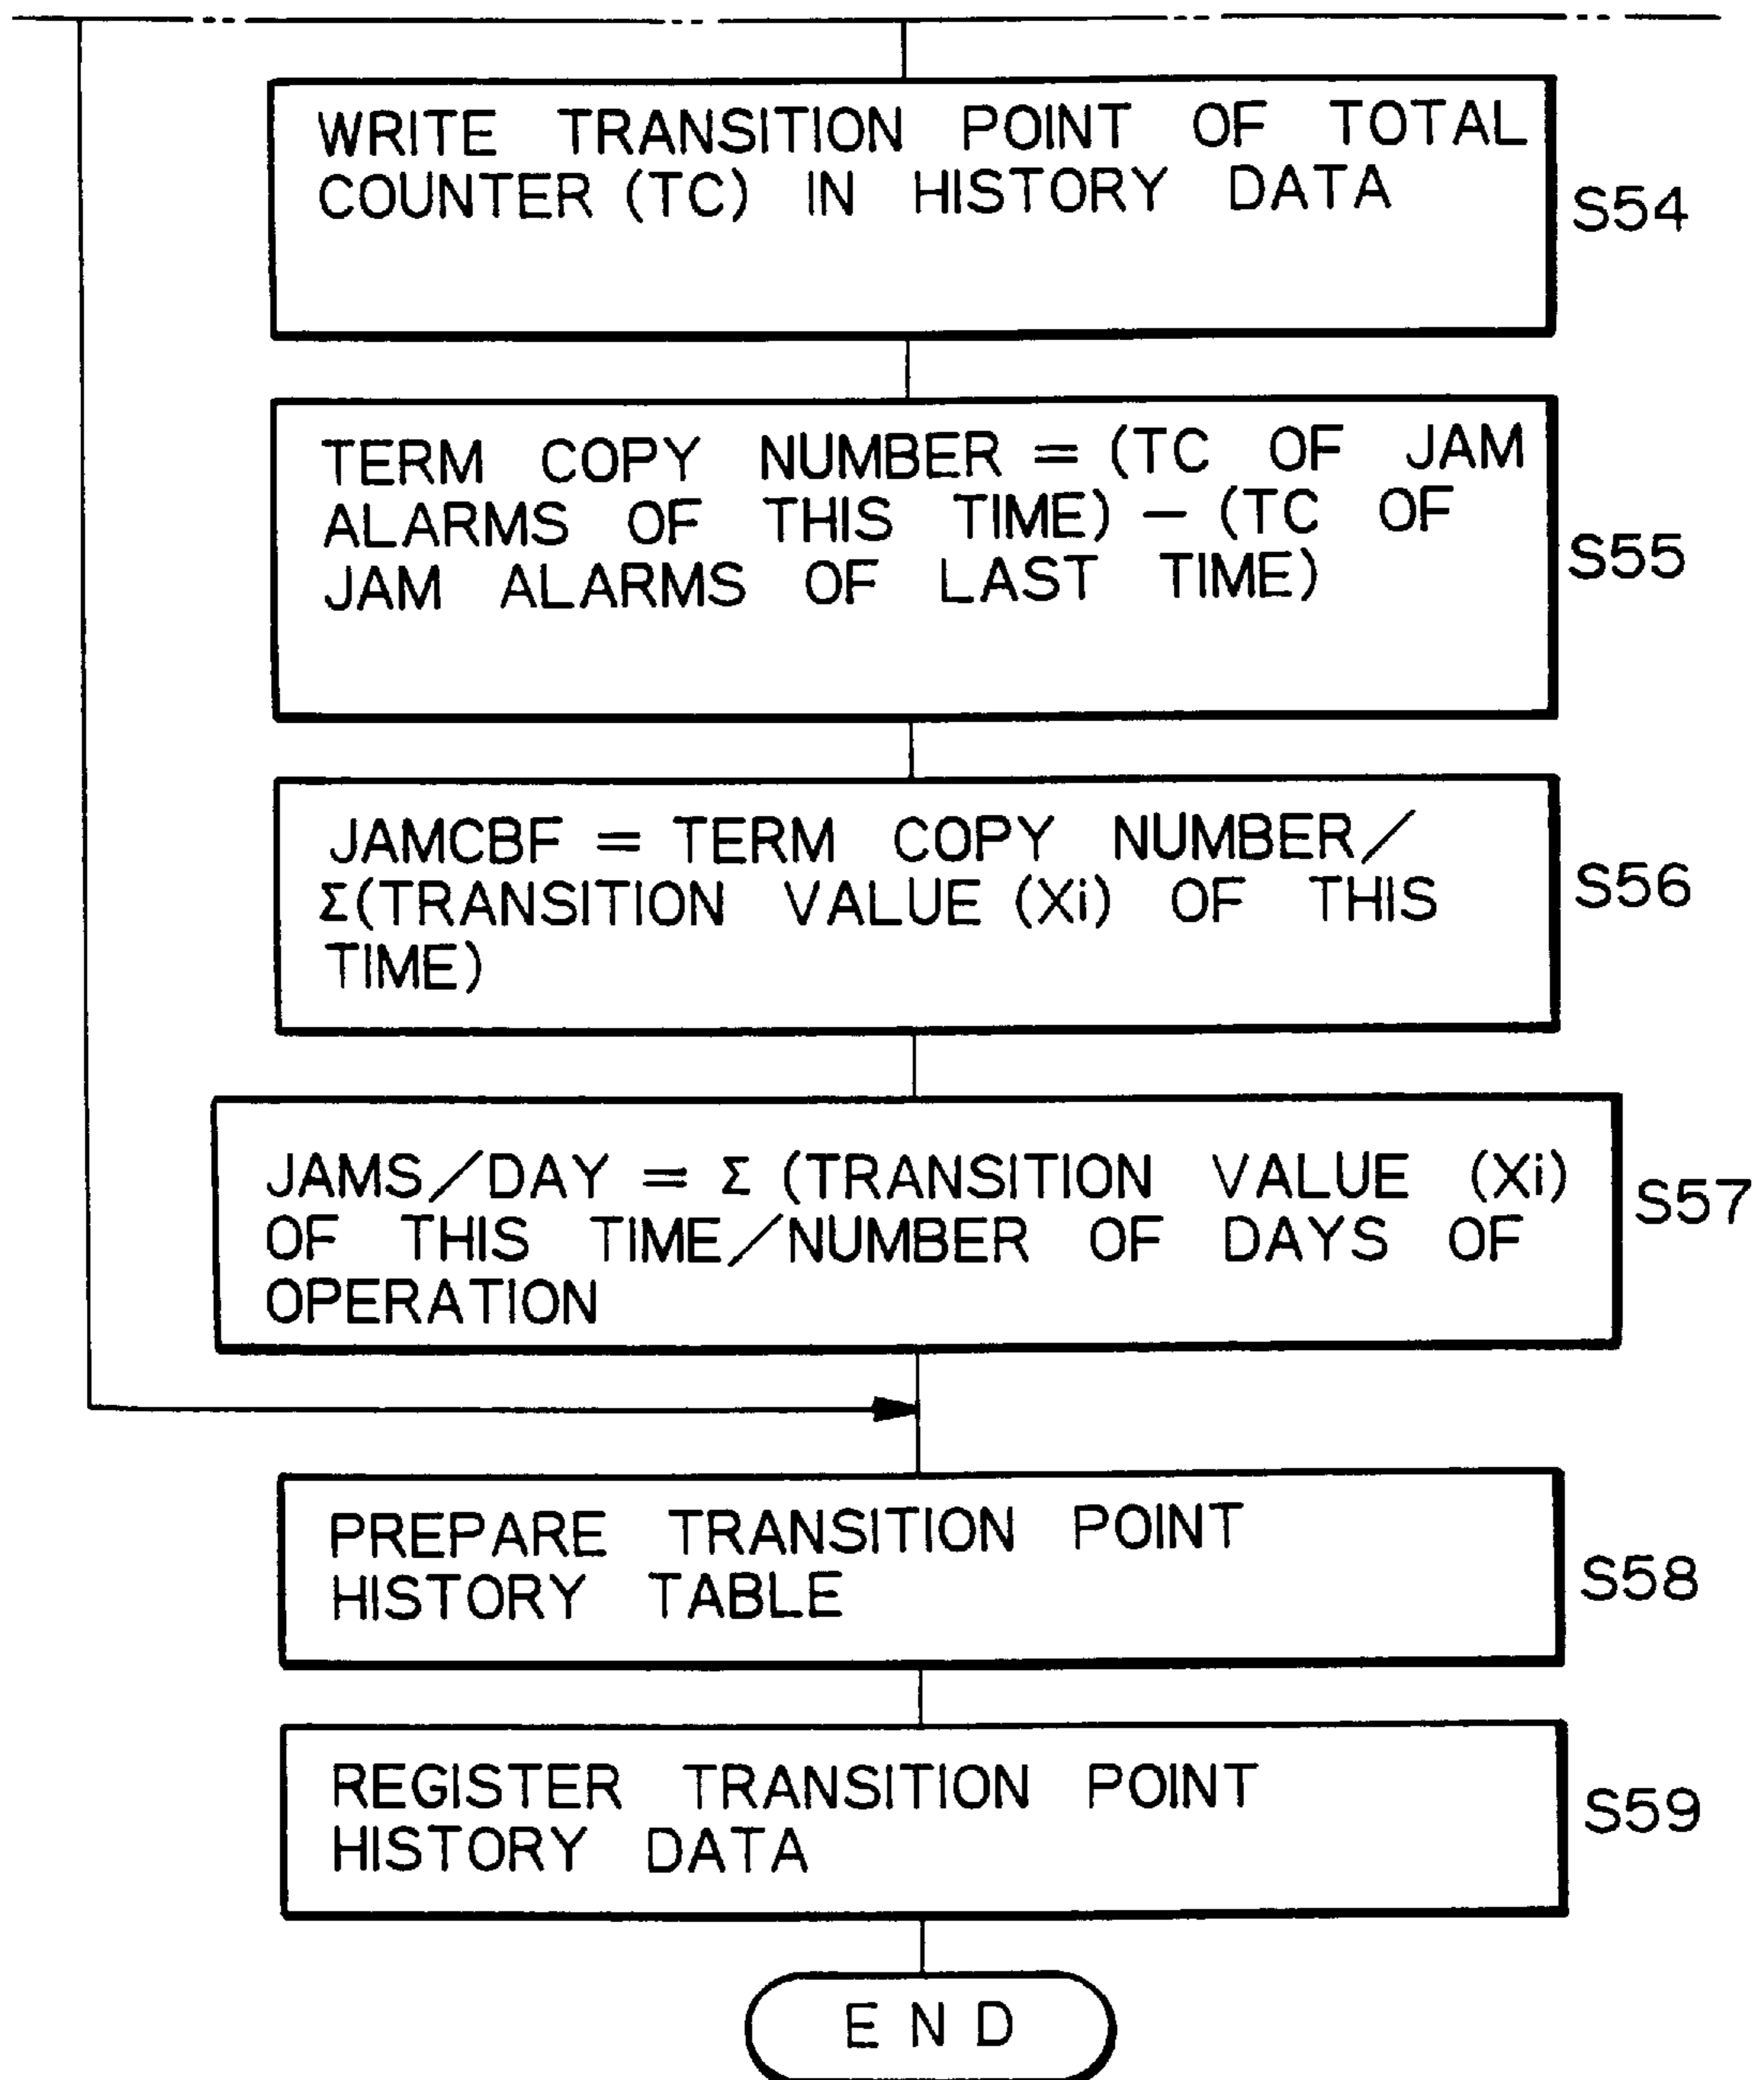 WRITE TRANSITION POINT OF TOTAL
COUNTER (TC) IN HISTORY DATA
S54
TERM COPY NUMBER = (TC OF JAM
ALARMS OF THIS TIME) - (TC OF
JAM ALARMS OF LAST TIME)
S55
JAMCBF = TERM COPY NUMBER/
Σ(TRANSITION VALUE (Xi) OF THIS
TIME)
S56
JAMS/DAY = Σ (TRANSITION VALUE (Xi)
OF THIS TIME/NUMBER OF DAYS OF
OPERATION
S57
PREPARE TRANSITION POINT
HISTORY TABLE
S58
REGISTER TRANSITION POINT
HISTORY DATA
S59
END